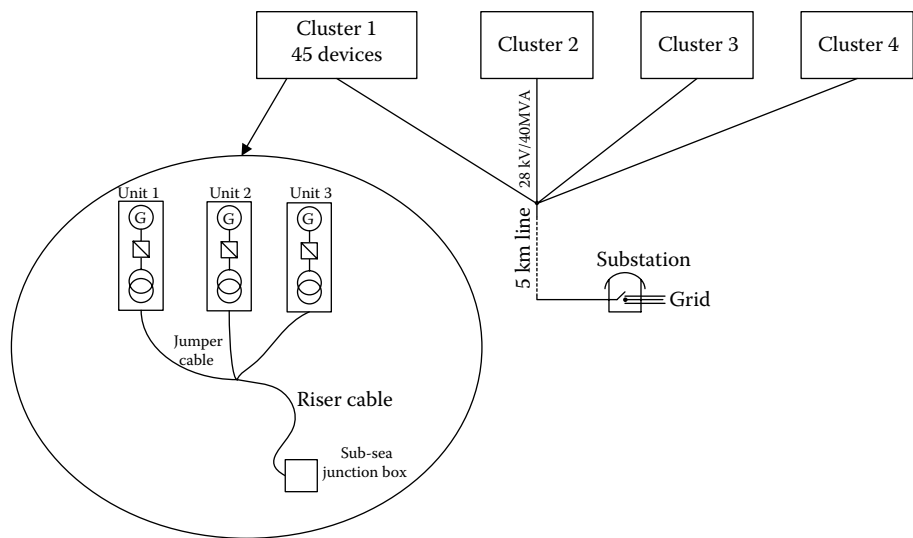 Cluster 1
45 devices
Cluster 2
Cluster 3
Cluster 4
28 kV/40MVA
5 km line
Substation
Grid
Unit 1
Unit 2
Unit 3
G
G
G
Jumper
cable
Riser cable
Sub-sea
junction box